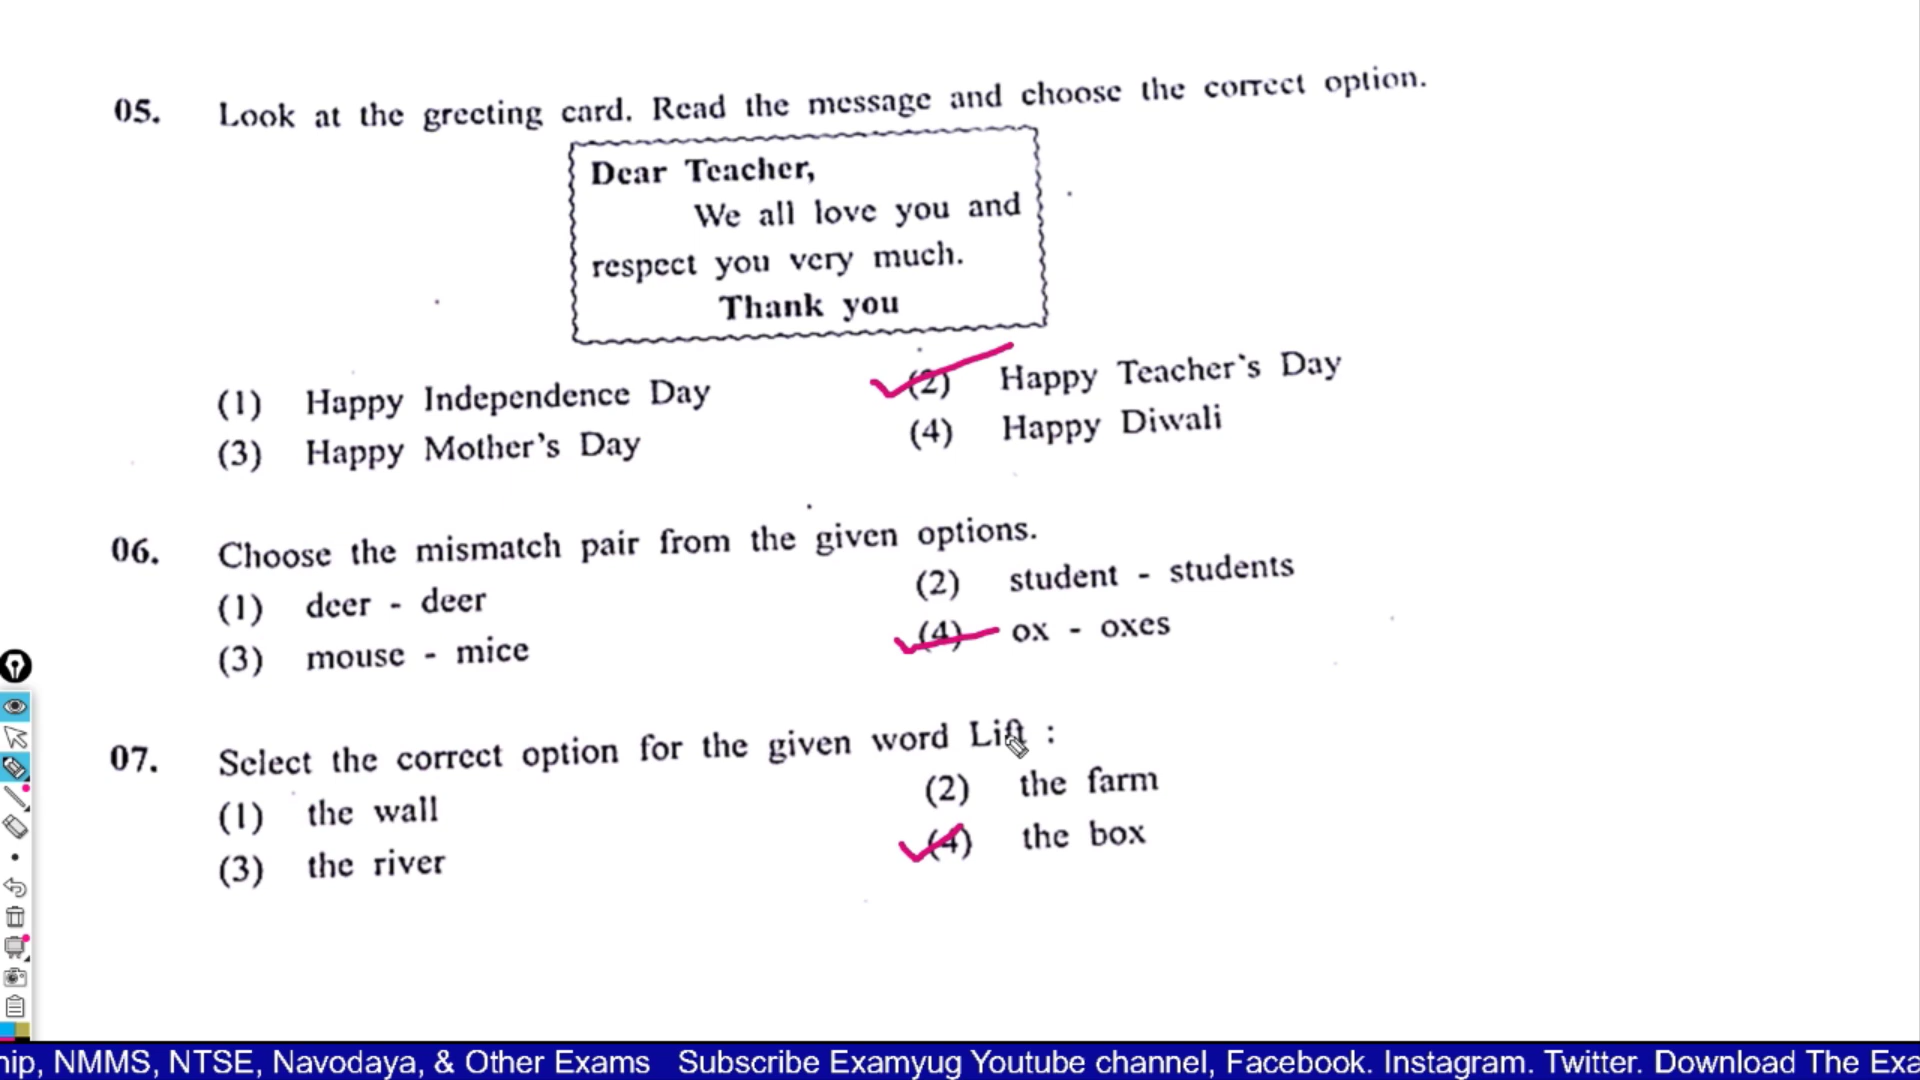 05. Look at the greeting card. Read the message and choose the correct option.
Dear Teacher,
We all love you and
respect you very much.
Thank you
(1) Happy Independence Day (2) Happy Teacher's Day
(3) Happy Mother's Day (4) Happy Diwali
06. Choose the mismatch pair from the given options.
(1) deer - deer (2) student - students
(3) mouse - mice (4) ox - oxes
07. Select the correct option for the given word Lift :
(1) the wall (2) the farm
(3) the river (4) the box
hip, NMMS, NTSE, Navodaya, & Other Exams Subscribe Examyug Youtube channel, Facebook. Instagram. Twitter. Download The Exa